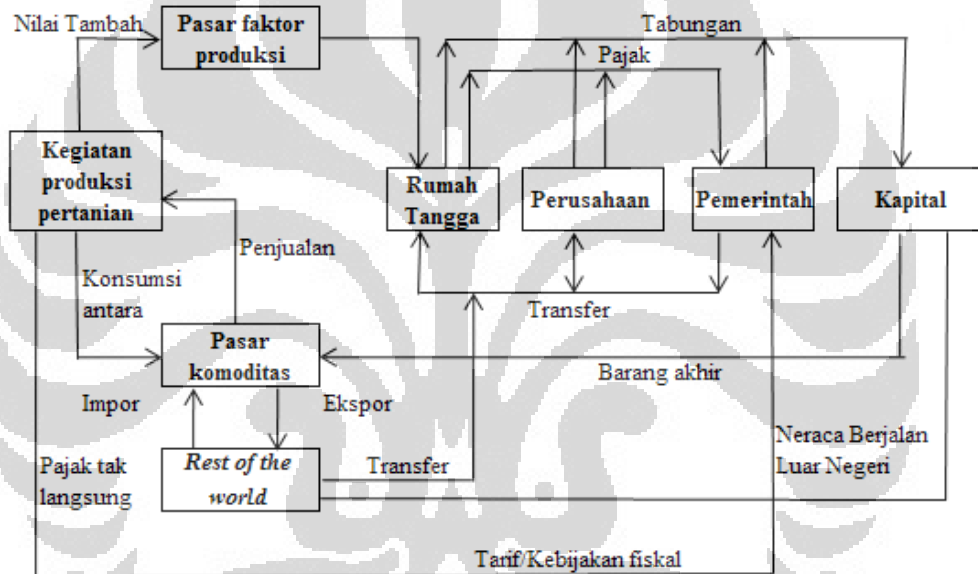 Nilai Tambah
Pasar faktor
produksi
Tabungan
Pajak
Kegiatan
produksi
pertanian
Rumah
Tangga
Perusahaan
Pemerintah
Kapital
Penjualan
Konsumsi
antara
Transfer
Pasar
komoditas
Barang akhir
Impor
Ekspor
Neraca Berjalan
Luar Negeri
Pajak tak
langsung
Rest of the
world
Transfer
Tarif/Kebijakan fiskal